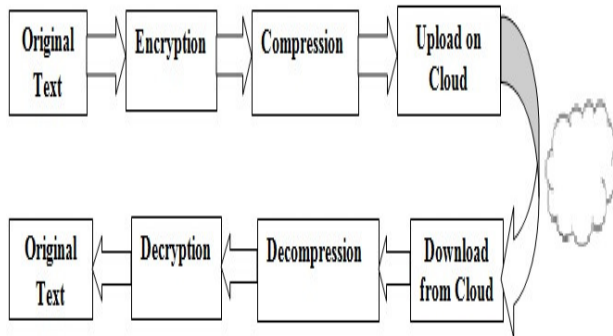 Original
Text
Encryption
Compression
Upload on
Cloud
Original
Text
Decryption
Decompression
Download
from Cloud